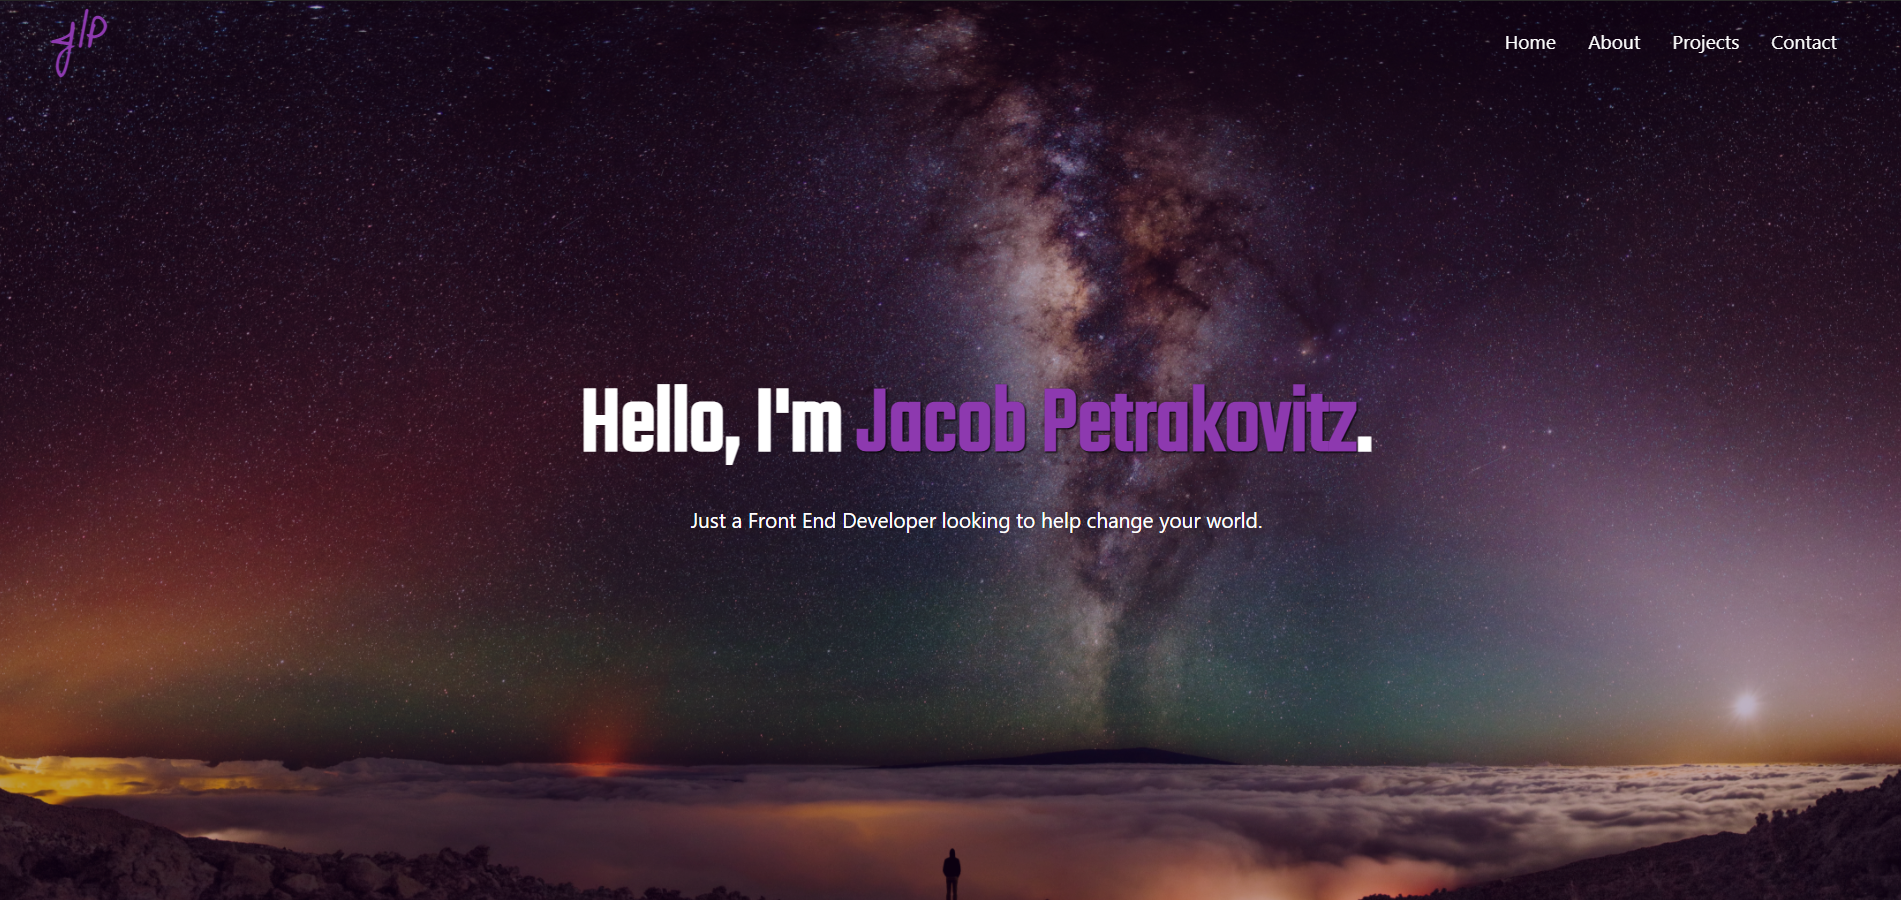 JLP
Home About Projects Contact
Hello, I'm Jacob Petrakovitz.
Just a Front End Developer looking to help change your world.